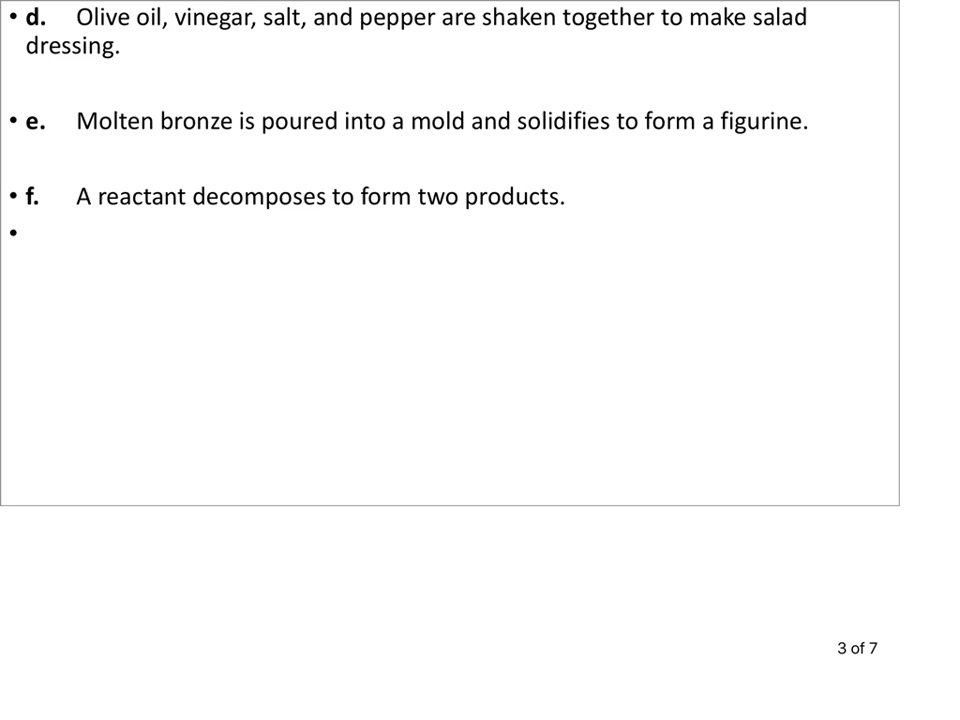 • d. Olive oil, vinegar, salt, and pepper are shaken together to make salad
dressing.
• e. Molten bronze is poured into a mold and solidifies to form a figurine.
• f. A reactant decomposes to form two products.
•
3 of 7